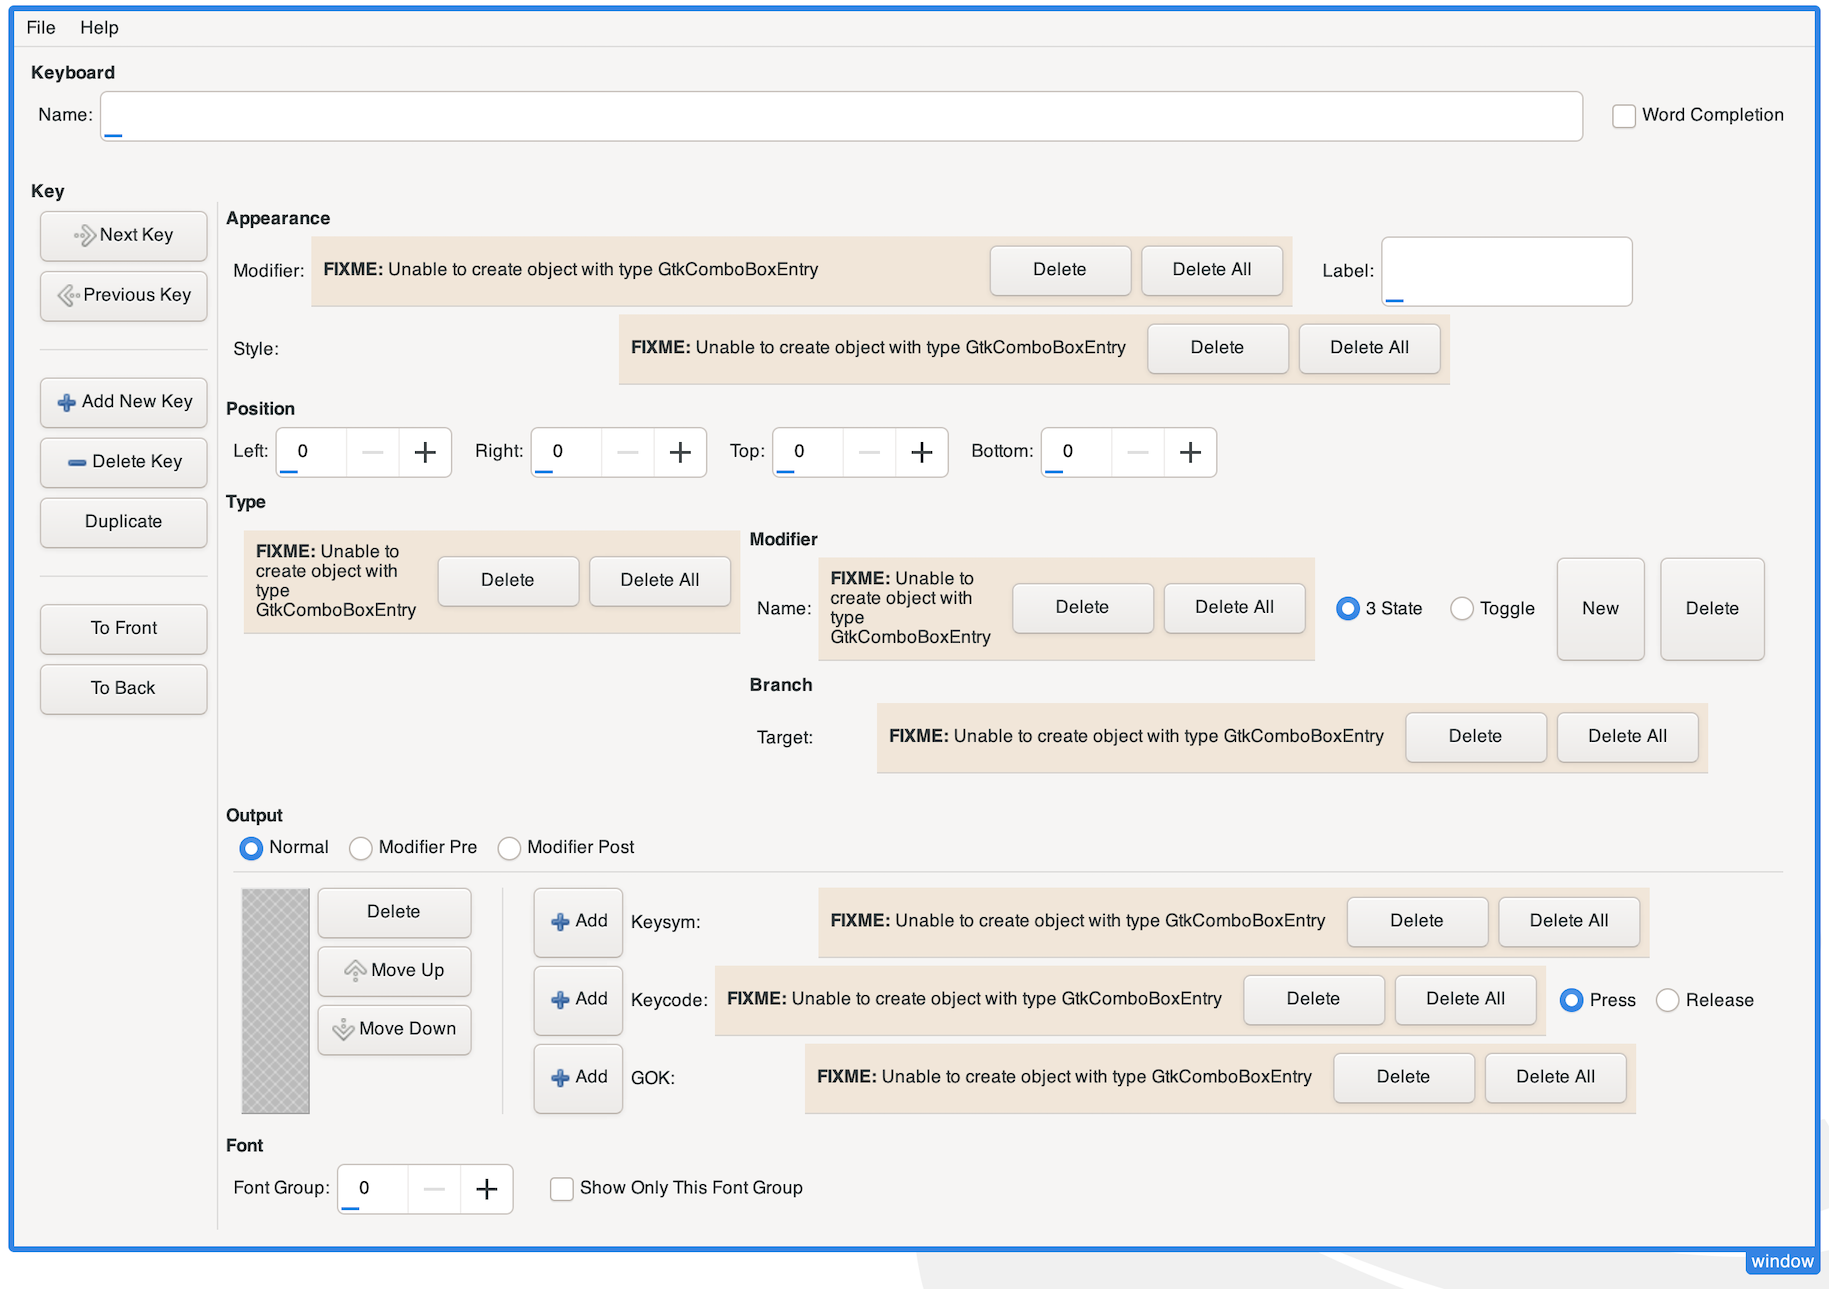 File Help
Keyboard
Name: Word Completion
Key
Next Key
Previous Key
Add New Key
Delete Key
Duplicate
To Front
To Back
Appearance
Modifier: FIXME: Unable to create object with type GtkComboBoxEntry Delete Delete All Label:
Style: FIXME: Unable to create object with type GtkComboBoxEntry Delete Delete All
Position
Left: 0 Right: 0 Top: 0 Bottom: 0
Type
FIXME: Unable to
create object with
type
GtkComboBoxEntry
Delete Delete All
Modifier
Name:
FIXME: Unable to
create object with
type
GtkComboBoxEntry
Delete Delete All 3 State Toggle New Delete
Branch
Target: FIXME: Unable to create object with type GtkComboBoxEntry Delete Delete All
Output
Normal Modifier Pre Modifier Post
Delete
Move Up
Move Down
Add Keysym: FIXME: Unable to create object with type GtkComboBoxEntry Delete Delete All
Add Keycode: FIXME: Unable to create object with type GtkComboBoxEntry Delete Delete All Press Release
Add GOK: FIXME: Unable to create object with type GtkComboBoxEntry Delete Delete All
Font
Font Group: 0 Show Only This Font Group
window